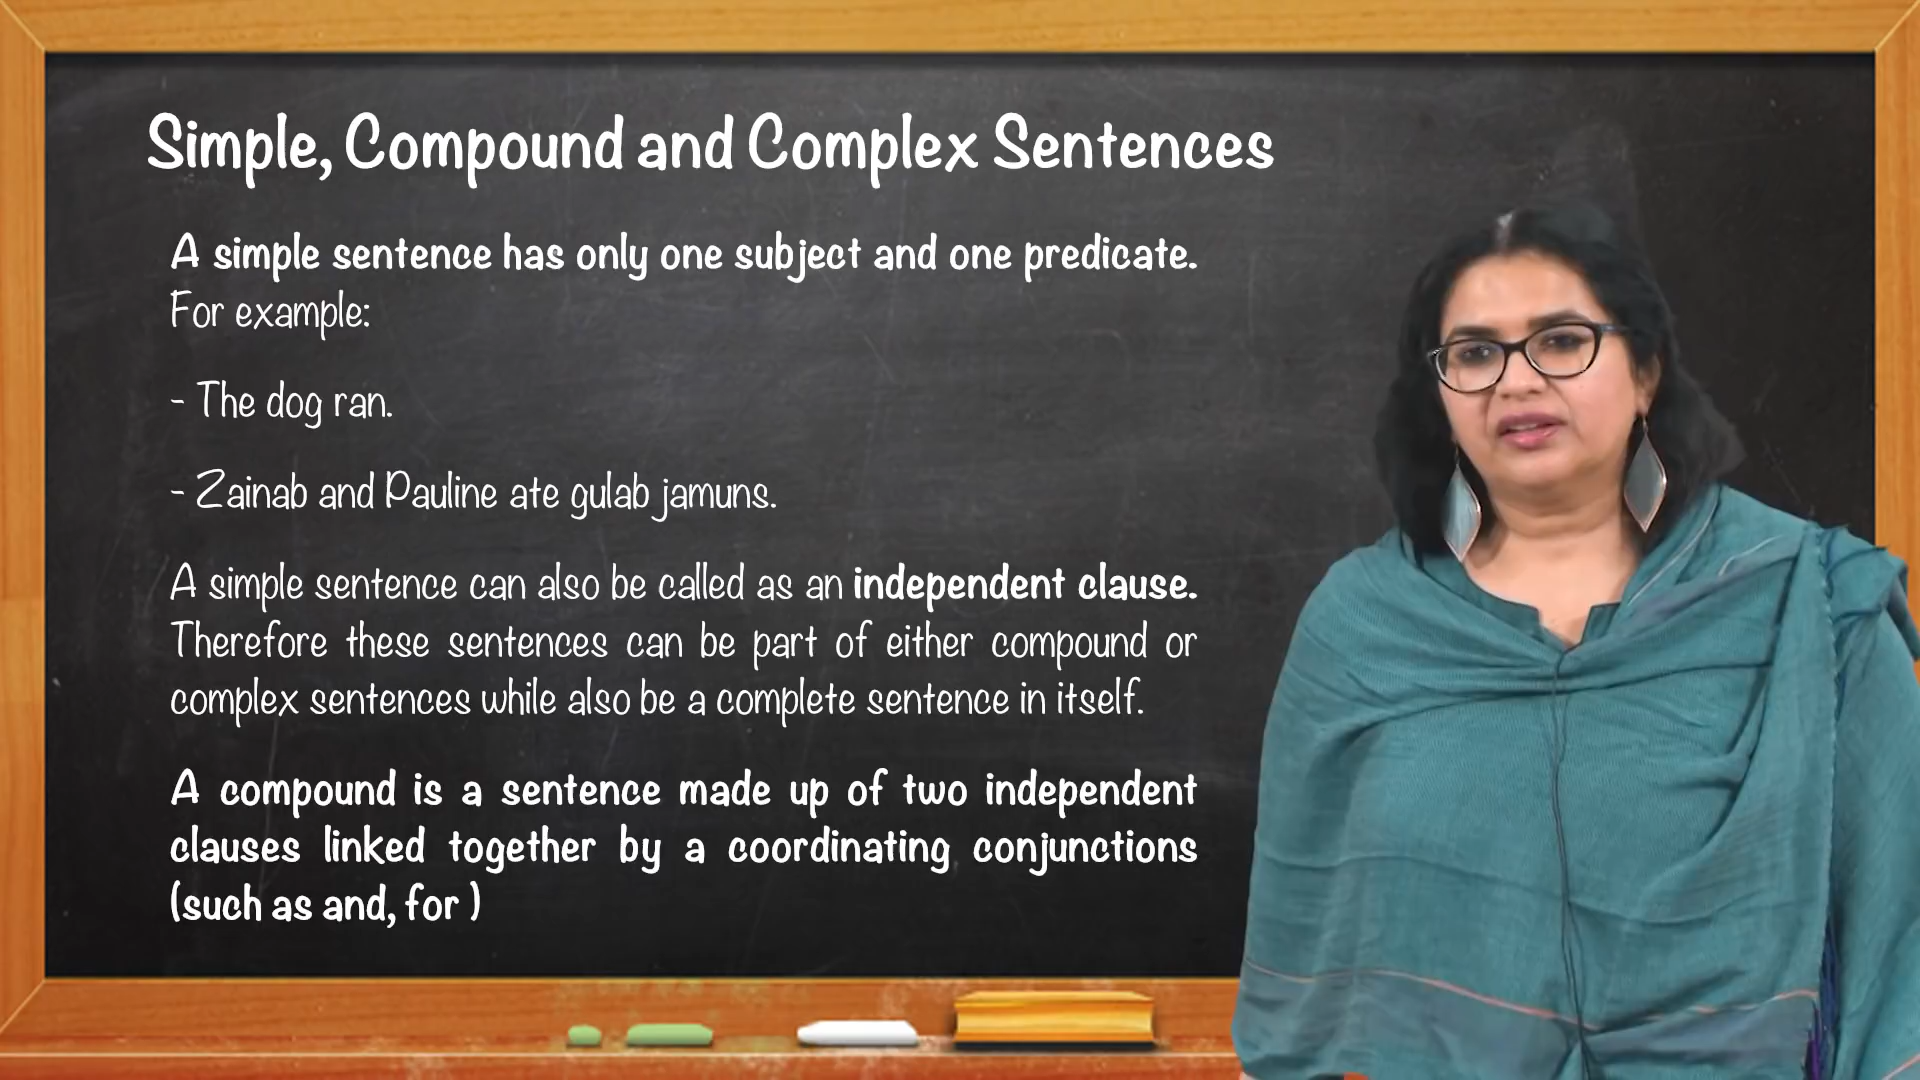 Simple, Compound and Complex Sentences
A simple sentence has only one subject and one predicate.
For example:
- The dog ran.
- Zainab and Pauline ate gulab jamuns.
A simple sentence can also be called as an independent clause.
Therefore these sentences can be part of either compound or
complex sentences while also be a complete sentence in itself.
A compound is a sentence made up of two independent
clauses linked together by a coordinating conjunctions
(such as and, for )